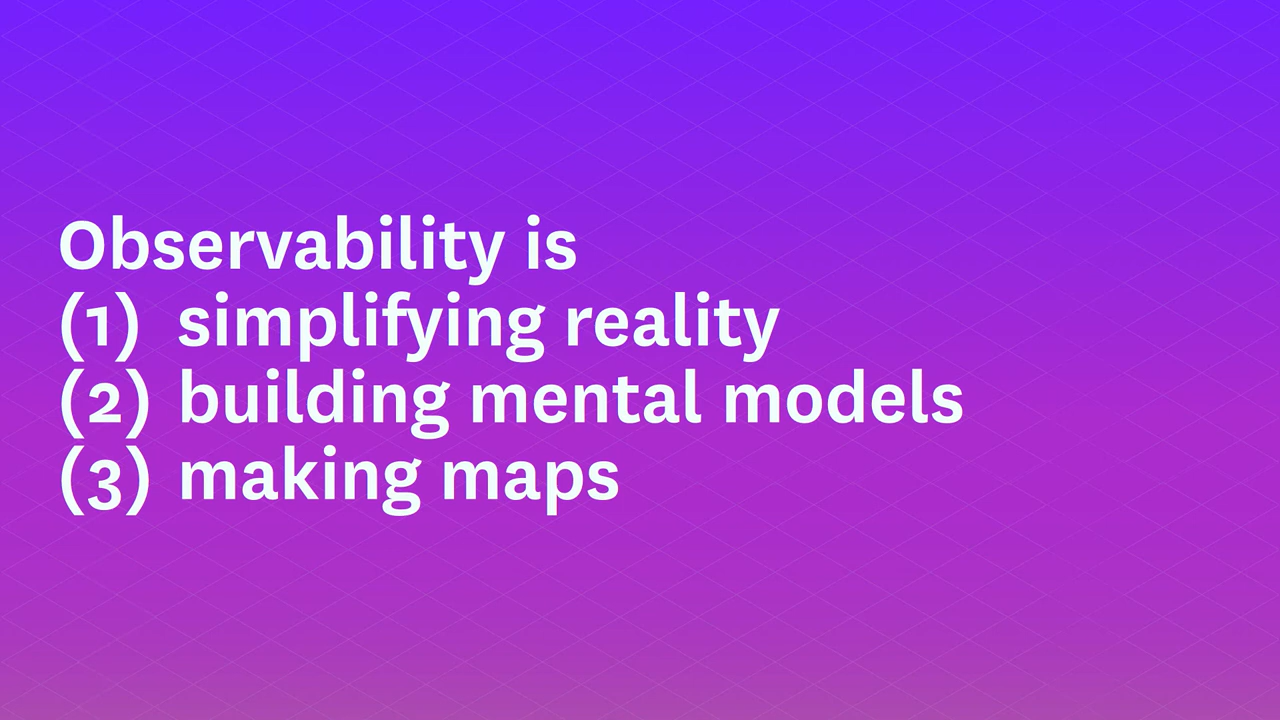 Observability is
(1) simplifying reality
(2) building mental models
(3) making maps